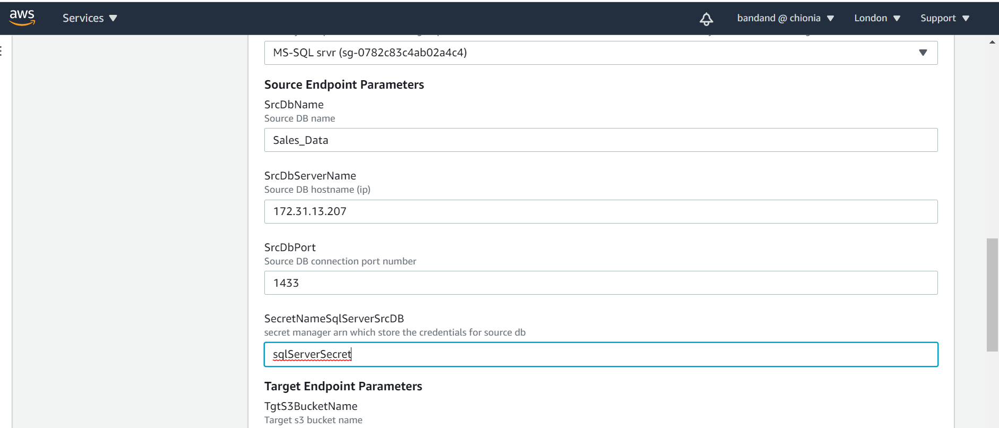 aws
Services
bandand @ chionia
London
Support
MS-SQL srvr (sg-0782c83c4ab02a4c4)
Source Endpoint Parameters
SrcDbName
Source DB name
Sales_Data
SrcDbServerName
Source DB hostname (ip)
172.31.13.207
SrcDbPort
Source DB connection port number
1433
SecretNameSqlServerSrcDB
secret manager arn which store the credentials for source db
sqlServerSecret
Target Endpoint Parameters
TgtS3BucketName
Target s3 bucket name